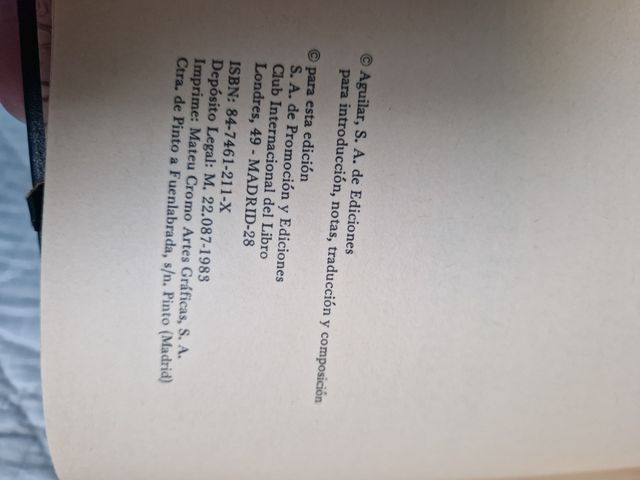 © Aguilar, S. A. de Ediciones
para introducción, notas, traducción y composición
© para esta edición
S. A. de Promoción y Ediciones
Club Internacional del Libro
Londres, 49 - MADRID-28
ISBN: 84-7461-211-X
Depósito Legal: M. 22.087-1983
Imprime: Mateu Cromo Artes Gráficas, S. A.
Ctra. de Pinto a Fuenlabrada, s/n. Pinto (Madrid)